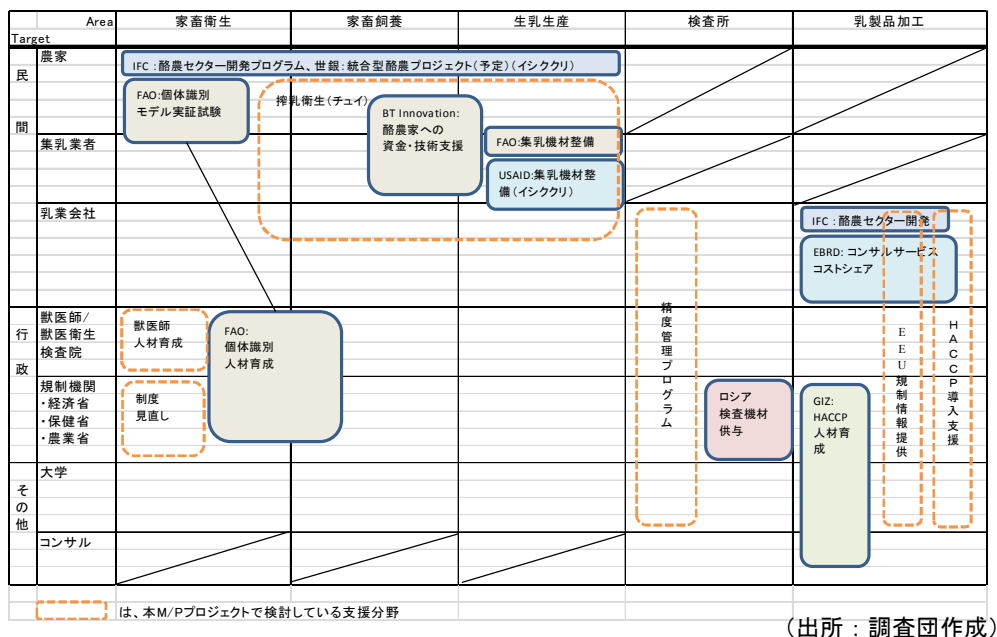 Area
家畜衛生
家畜飼養
生乳生産
検査所
乳製品加工
Target
民
間
農家
IFC:酪農セクター開発プログラム、世銀:統合型酪農プロジェクト(予定)(イシククリ)
FAO:個体識別
モデル実証試験
搾乳衛生(チュイ)
BT Innovation:
酪農家への
資金・技術支援
集乳業者
FAO:集乳機材整備
USAID:集乳機材整
備(イシククリ)
乳業会社
IFC:酪農セクター開発
EBRD:コンサルサービス
コストシェア
行
政
獣医師/
獣医衛生
検査院
獣医師
人材育成
FAO:
個体識別
人材育成
精度管理プログラム
EEU規制情報提供
HACCP導入支援
規制機関
・経済省
・保健省
・農業省
制度
見直し
ロシア
検査機材
供与
GIZ:
HACCP
人材育
成
その他
大学
コンサル
は、本M/Pプロジェクトで検討している支援分野
(出所:調査団作成)